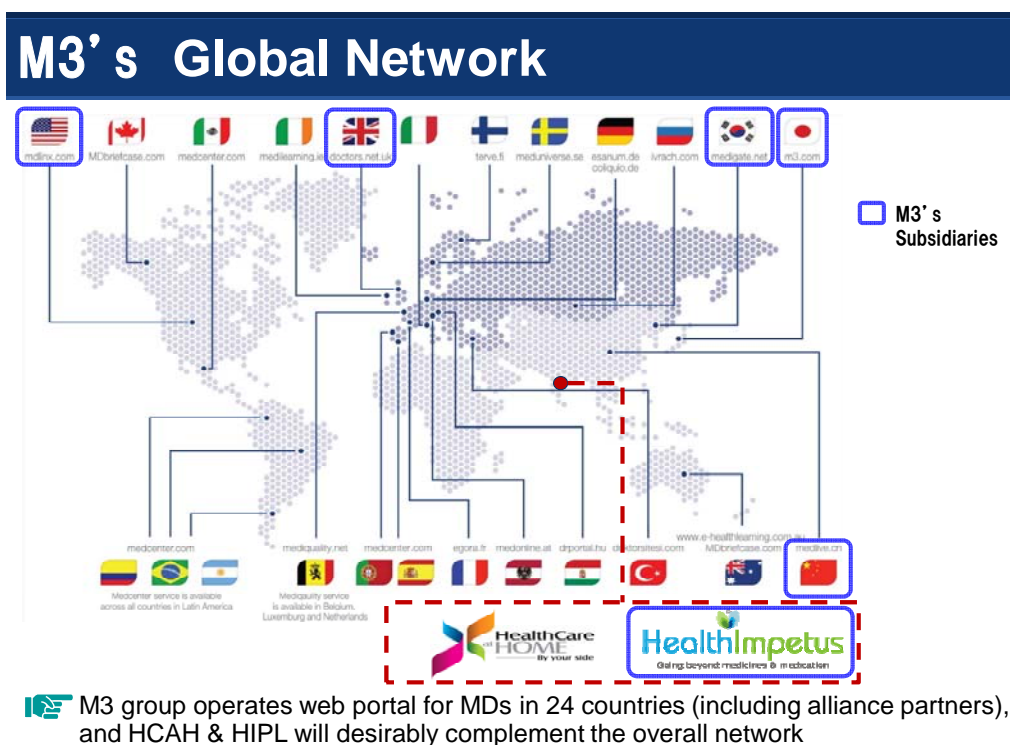 M3’s Global Network
mdlinx.com
MDbriefcase.com
medcenter.com
medilearning.ie
doctors.net.uk
terve.fi
meduniverse.se
esanum.de
coliquio.de
ivrach.com
medigate.net
m3.com
M3’s
Subsidiaries
medcenter.com
mediquality.net
medcenter.com
egora.fr
medonline.at
drportal.hu
doktorsitesi.com
www.e-healthlearning.com.au
MDbriefcase.com
medlive.cn
Medcenter service is available
across all countries in Latin America
Mediquality service
is available in Belgium,
Luxemburg and Netherlands
HealthCare
at HOME
By your side
HealthImpetus
Going beyond medicines & medication
M3 group operates web portal for MDs in 24 countries (including alliance partners),
and HCAH & HIPL will desirably complement the overall network